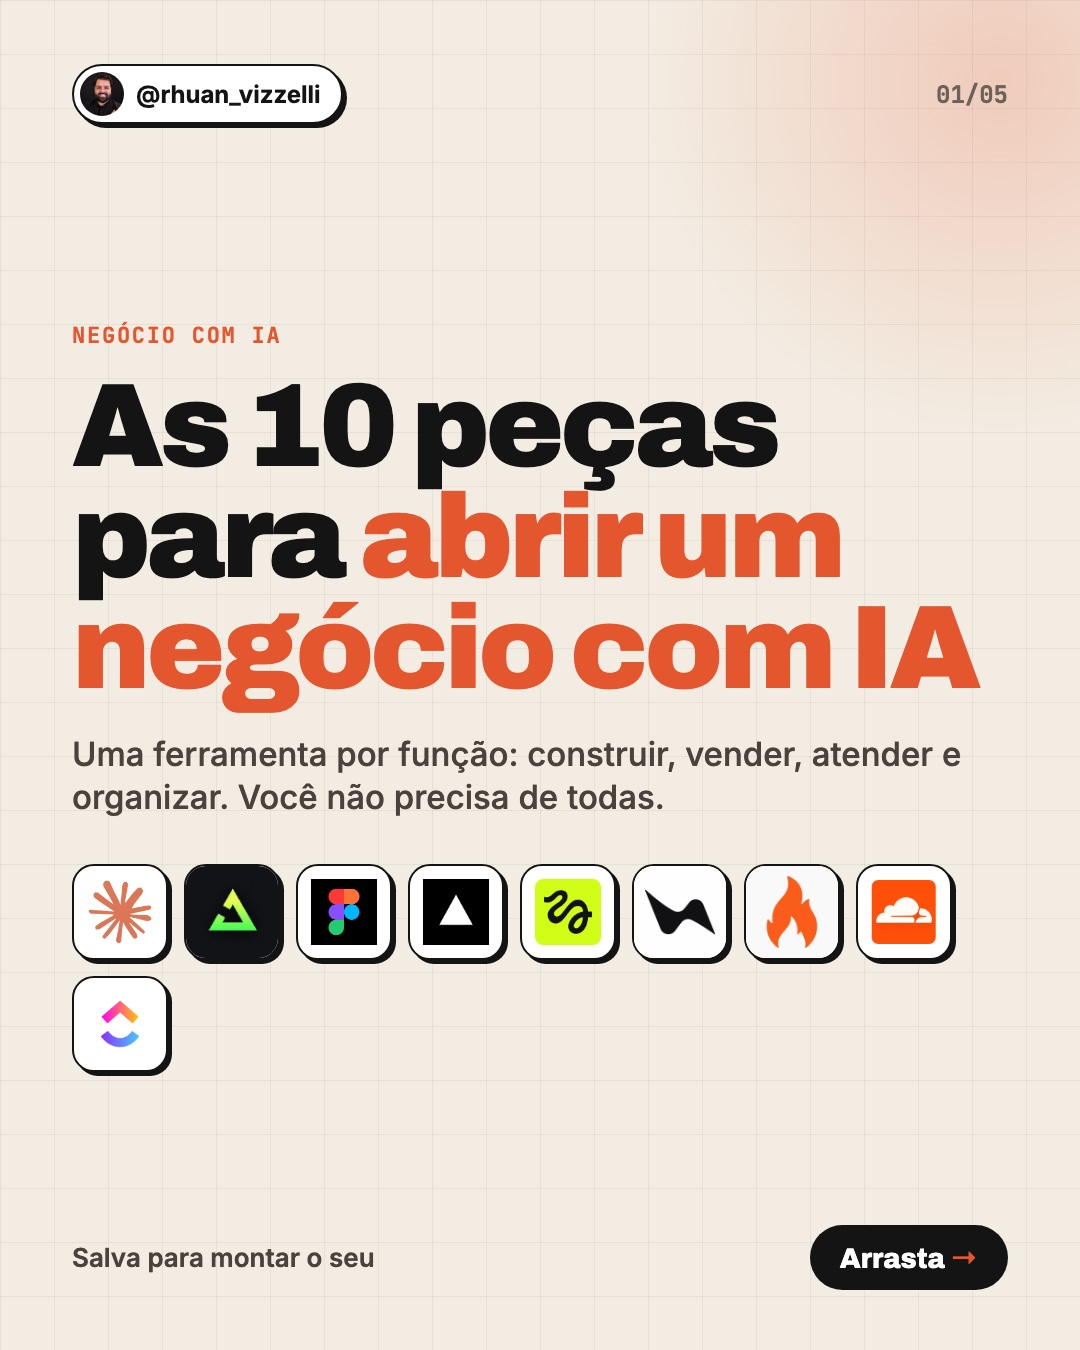 @rhuan_vizzelli
01/05
NEGÓCIO COM IA
As 10 peças
para abrir um
negócio com IA
Uma ferramenta por função: construir, vender, atender e
organizar. Você não precisa de todas.
Salva para montar o seu
Arrasta →